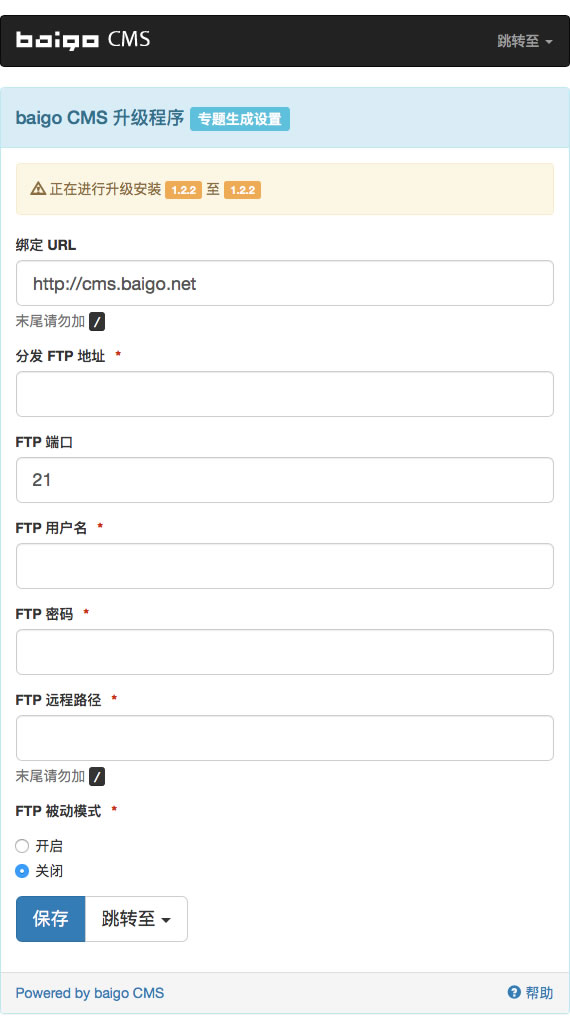 baigo CMS 跳转至
baigo CMS 升级程序 专题生成设置
正在进行升级安装 1.2.2 至 1.2.2
绑定 URL
http://cms.baigo.net
末尾请勿加 /
分发 FTP 地址 *
FTP 端口
21
FTP 用户名 *
FTP 密码 *
FTP 远程路径 *
末尾请勿加 /
FTP 被动模式 *
开启
关闭
保存 跳转至
Powered by baigo CMS 帮助